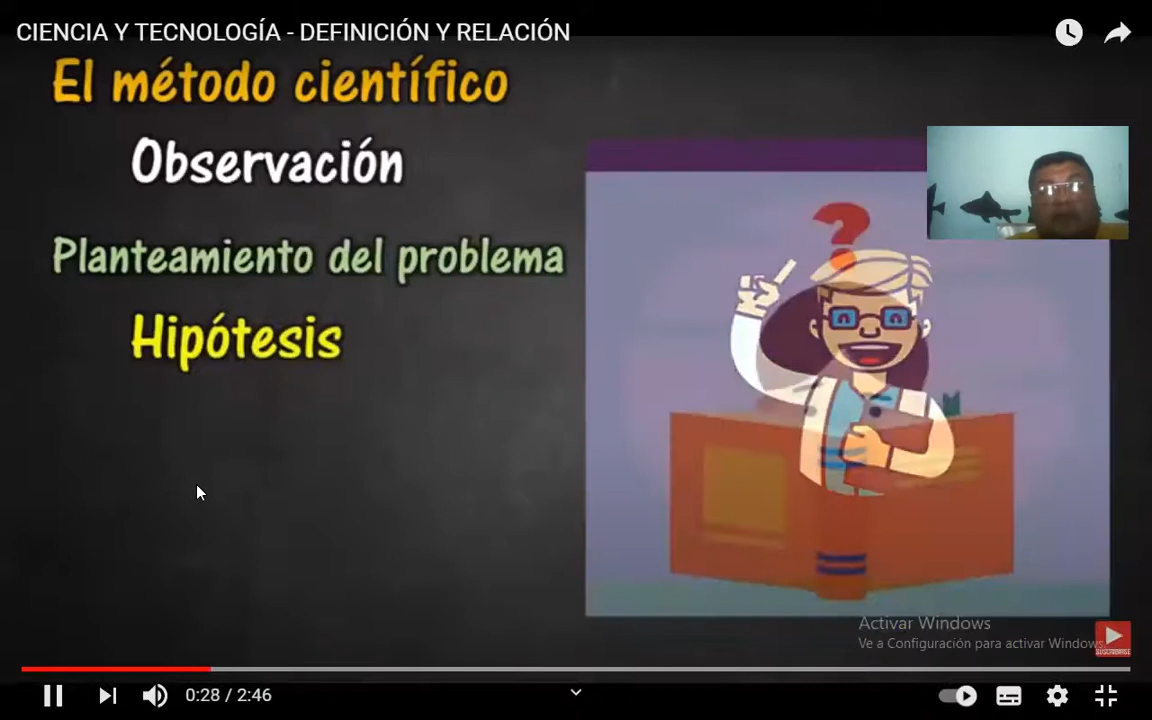 CIENCIA Y TECNOLOGÍA - DEFINICIÓN Y RELACIÓN
El método científico
Observación
Planteamiento del problema
Hipótesis
?
Activar Windows
Ve a Configuración para activar Windows.
SUSCRIBIRSE
0:28 / 2:46